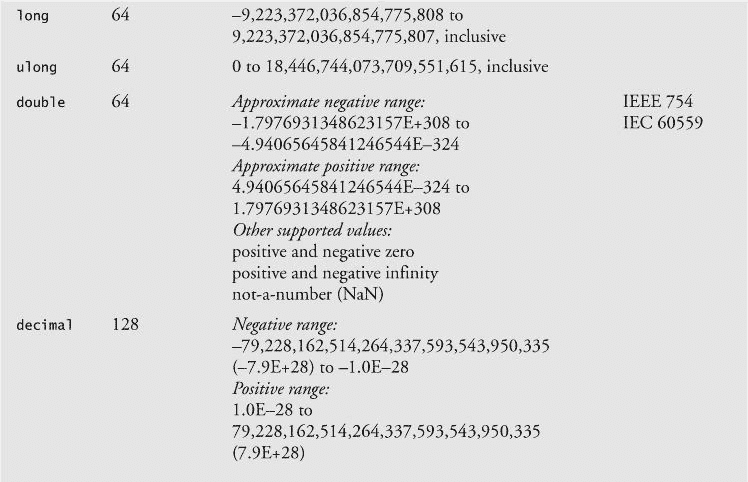 long 64 –9,223,372,036,854,775,808 to
9,223,372,036,854,775,807, inclusive
ulong 64 0 to 18,446,744,073,709,551,615, inclusive
double 64 Approximate negative range: IEEE 754
–1.7976931348623157E+308 to IEC 60559
–4.94065645841246544E–324
Approximate positive range:
4.94065645841246544E–324 to
1.7976931348623157E+308
Other supported values:
positive and negative zero
positive and negative infinity
not-a-number (NaN)
decimal 128 Negative range:
–79,228,162,514,264,337,593,543,950,335
(–7.9E+28) to –1.0E–28
Positive range:
1.0E–28 to
79,228,162,514,264,337,593,543,950,335
(7.9E+28)